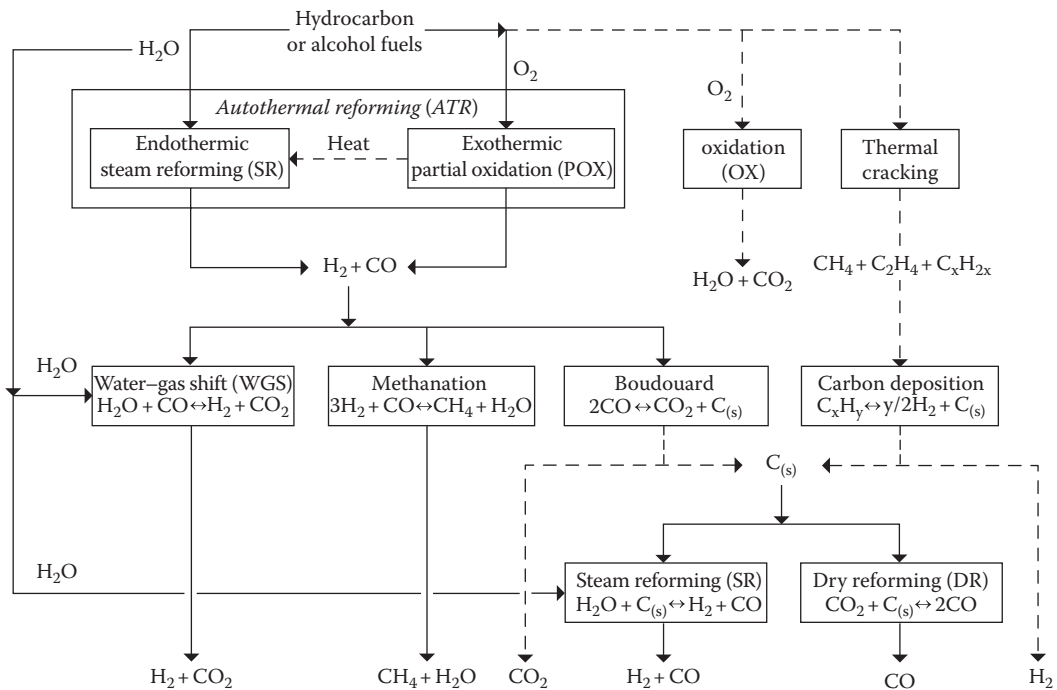 Hydrocarbon
or alcohol fuels
H₂O
O₂
O₂
Autothermal reforming (ATR)
Endothermic
steam reforming (SR)
Heat
Exothermic
partial oxidation (POX)
oxidation
(OX)
Thermal
cracking
H₂ + CO
H₂O + CO₂
CH₄ + C₂H₄ + CₓH₂ₓ
H₂O
Water–gas shift (WGS)
H₂O + CO↔H₂ + CO₂
Methanation
3H₂ + CO↔CH₄ + H₂O
Boudouard
2CO↔CO₂ + C₍s₎
Carbon deposition
CₓHy↔y/2H₂ + C₍s₎
C₍s₎
H₂O
Steam reforming (SR)
H₂O + C₍s₎↔H₂ + CO
Dry reforming (DR)
CO₂ + C₍s₎↔2CO
H₂ + CO₂
CH₄ + H₂O
CO₂
H₂ + CO
CO
H₂